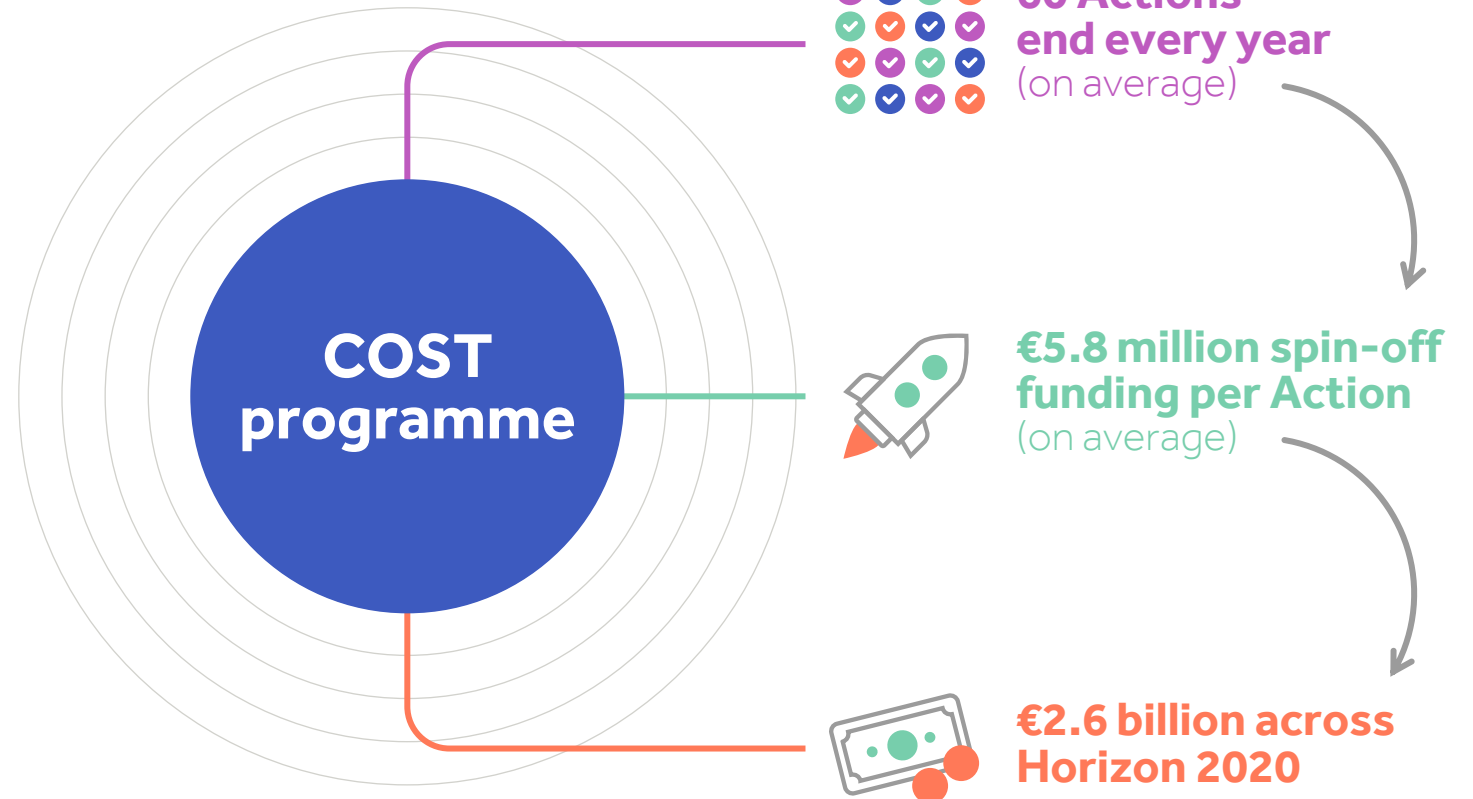 Actions
end every year
(on average)
COST
programme
€5.8 million spin-off
funding per Action
(on average)
€2.6 billion across
Horizon 2020